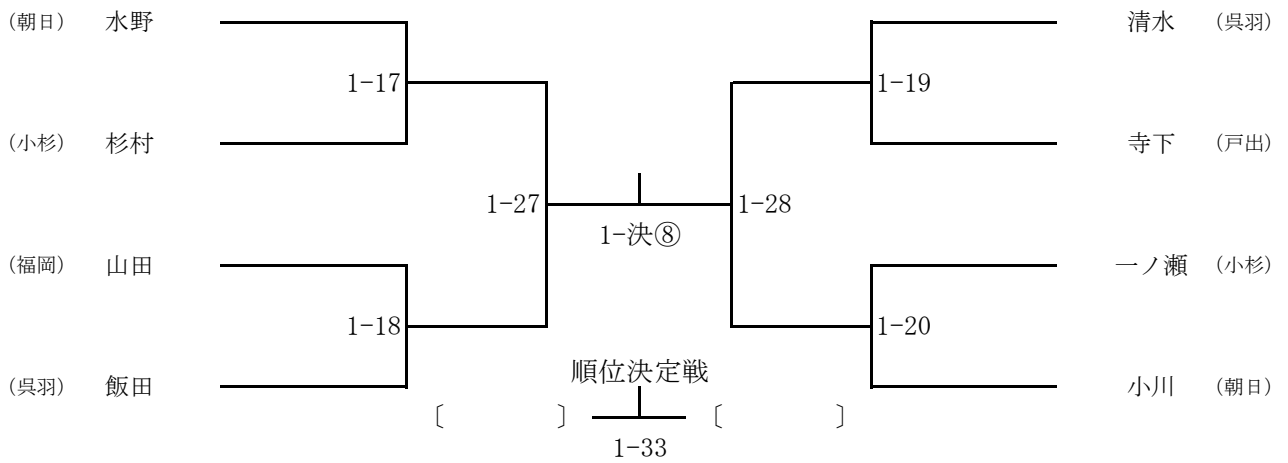 （朝日） 水野 清水 （呉羽）
1-17 1-19
（小杉） 杉村 寺下 （戸出）
1-27 1-28
1-決⑧
（福岡） 山田 一ノ瀬 （小杉）
1-18 1-20
順位決定戦
（呉羽） 飯田 小川 （朝日）
〔 〕 〔 〕
1-33